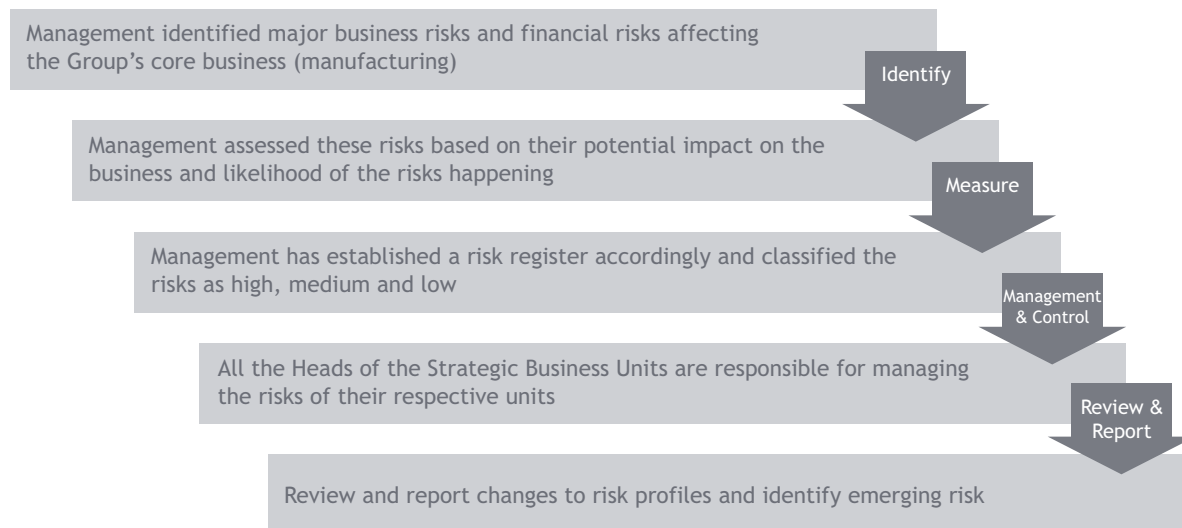 Management identified major business risks and financial risks affecting
the Group’s core business (manufacturing)
Identify
Management assessed these risks based on their potential impact on the
business and likelihood of the risks happening
Measure
Management has established a risk register accordingly and classified the
risks as high, medium and low
Management
& Control
All the Heads of the Strategic Business Units are responsible for managing
the risks of their respective units
Review &
Report
Review and report changes to risk profiles and identify emerging risk